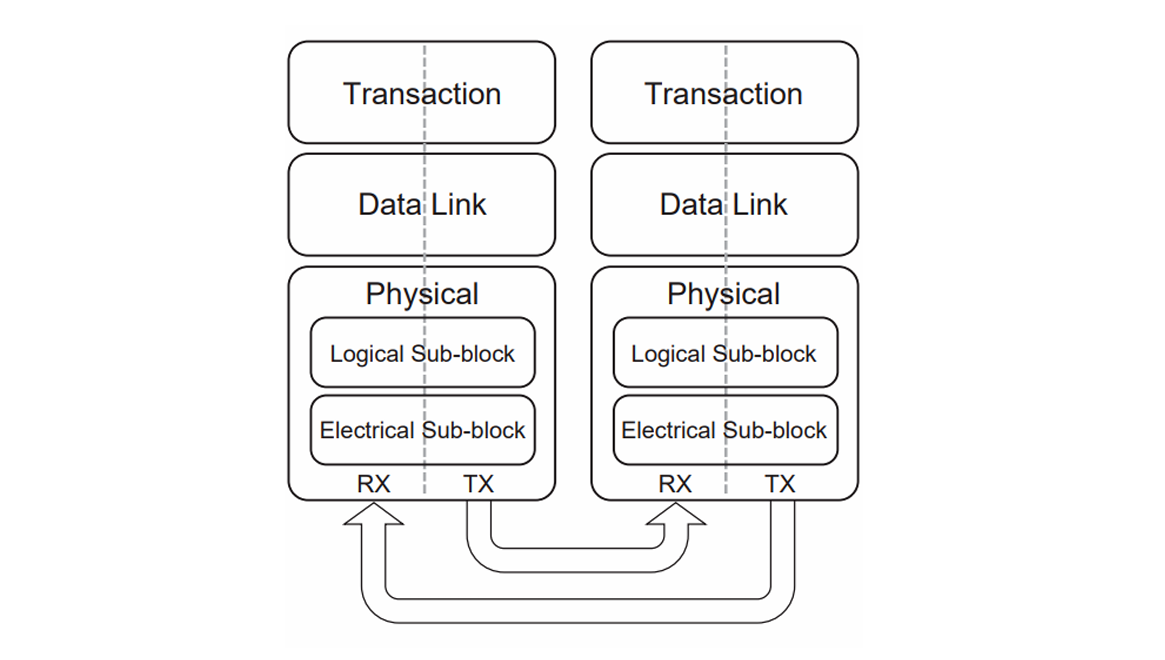 Transaction
Transaction
Data Link
Data Link
Physical
Physical
Logical Sub-block
Logical Sub-block
Electrical Sub-block
Electrical Sub-block
RX TX
RX TX